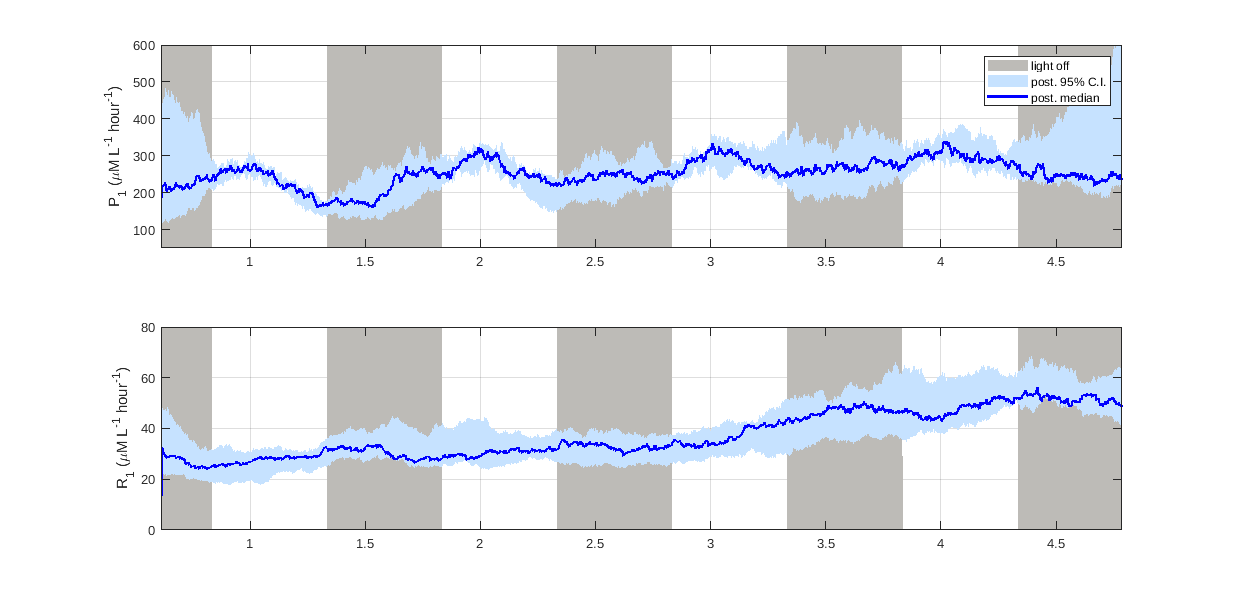 600
500
400
300
200
100
P₁ (μM L⁻¹ hour⁻¹)
light off
post. 95% C.I.
post. median
1 1.5 2 2.5 3 3.5 4 4.5
80
60
40
20
0
R₁ (μM L⁻¹ hour⁻¹)
1 1.5 2 2.5 3 3.5 4 4.5